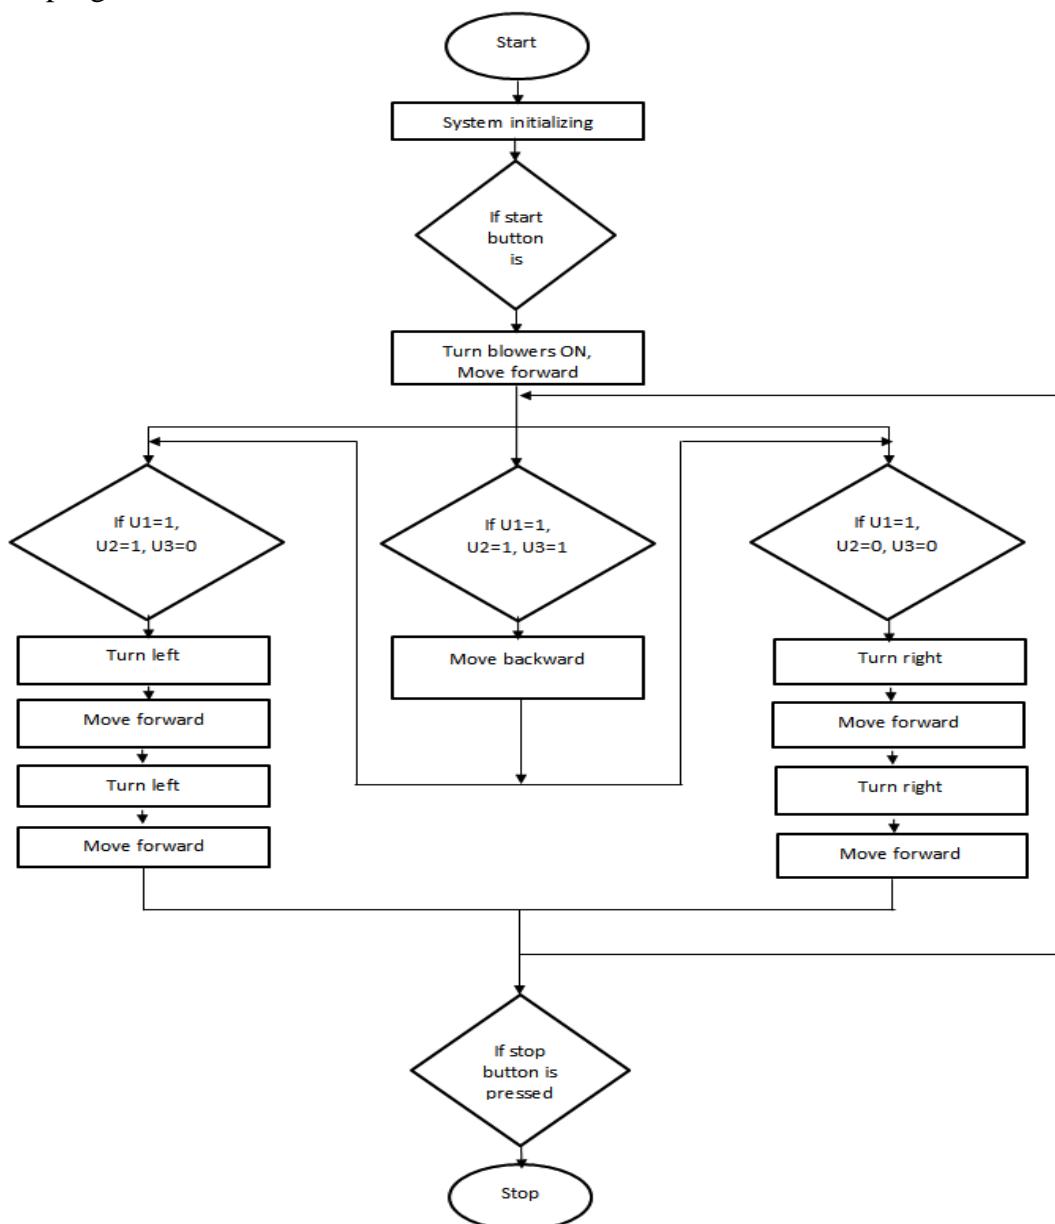 Start
System initializing
If start
button
is
Turn blowers ON,
Move forward
If U1=1,
U2=1, U3=0
If U1=1,
U2=1, U3=1
If U1=1,
U2=0, U3=0
Turn left
Move forward
Turn left
Move forward
Move backward
Turn right
Move forward
Turn right
Move forward
If stop
button is
pressed
Stop